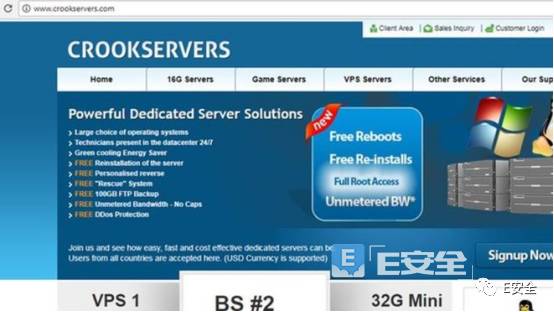 www.crookservers.com
Client Area
Sales Inquiry
Customer Login
CROOKSERVERS
Home
16G Servers
Game Servers
VPS Servers
Other Services
Our Sup
Powerful Dedicated Server Solutions
Large choice of operating systems
Technicians present in the datacenter 24/7
Green cooling Energy Saver
FREE Reinstallation of the server
FREE Personalised reverse
FREE "Rescue" System
FREE 100GB FTP Backup
FREE Unmetered Bandwidth - No Caps
FREE DDos Protection
new
Free Reboots
Free Re-installs
Full Root Access
Unmetered BW*
Join us and see how easy, fast and cost effective dedicated servers can be
Users from all countries are accepted here. (USD Currency is supported)
E安全
Signup Now
E安全
VPS 1
BS #2
32G Mini